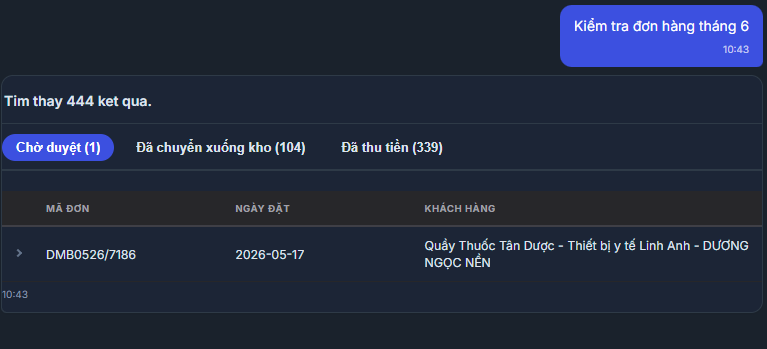 Kiểm tra đơn hàng tháng 6
10:43
Tim thay 444 ket qua.
Chờ duyệt (1) Đã chuyển xuống kho (104) Đã thu tiền (339)
MÃ ĐƠN NGÀY ĐẶT KHÁCH HÀNG
DMB0526/7186 2026-05-17 Quầy Thuốc Tân Dược - Thiết bị y tế Linh Anh - DƯƠNG
NGỌC NỀN
10:43